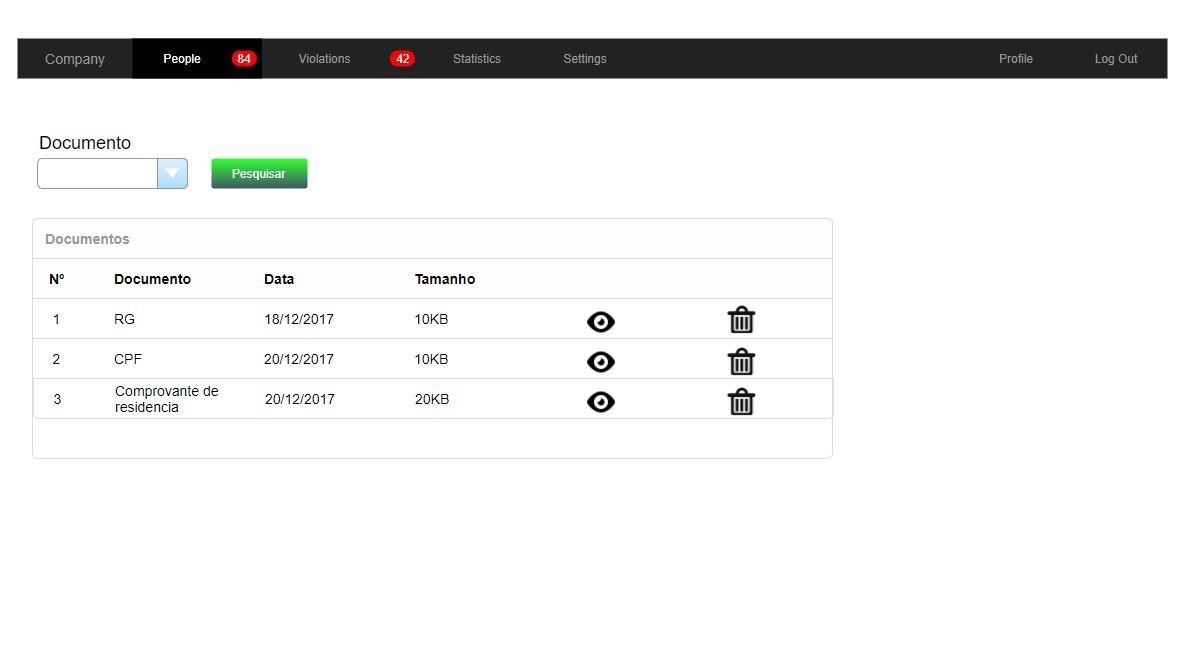 Company People 84 Violations 42 Statistics Settings Profile Log Out
Documento
Pesquisar
Documentos
Nº Documento Data Tamanho
1 RG 18/12/2017 10KB
2 CPF 20/12/2017 10KB
3 Comprovante de residencia 20/12/2017 20KB